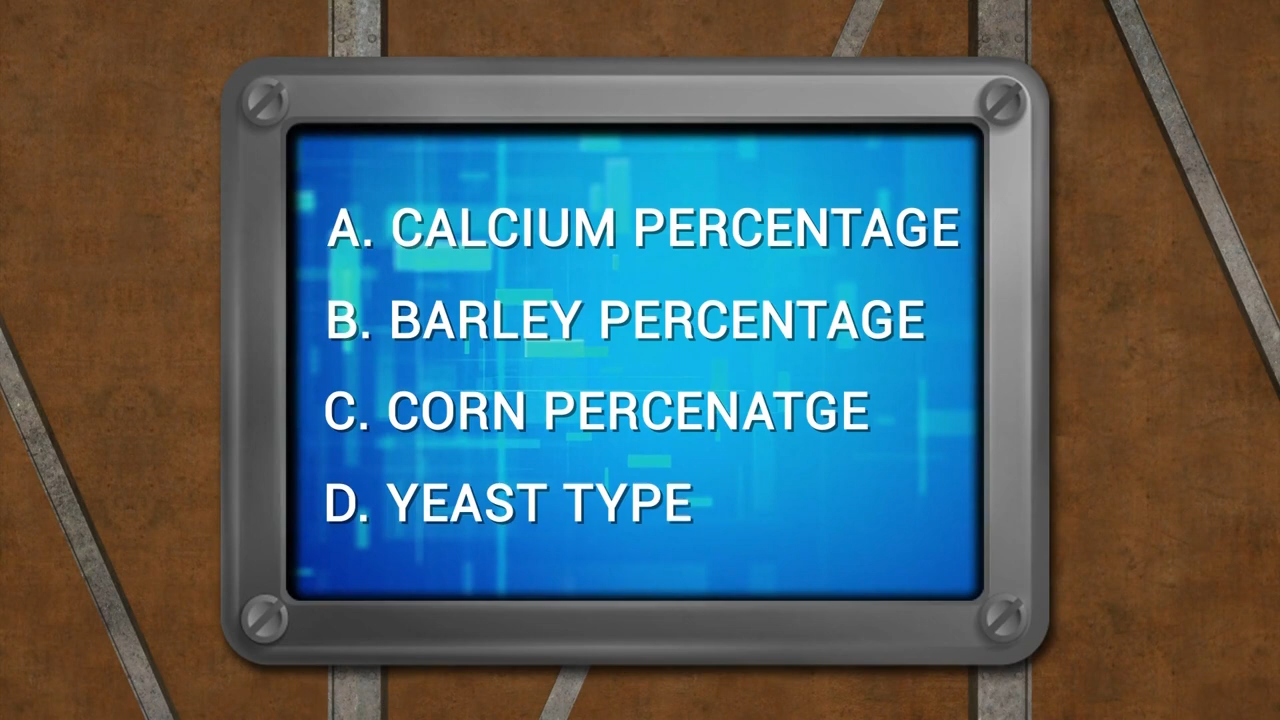 A. CALCIUM PERCENTAGE
B. BARLEY PERCENTAGE
C. CORN PERCENATGE
D. YEAST TYPE